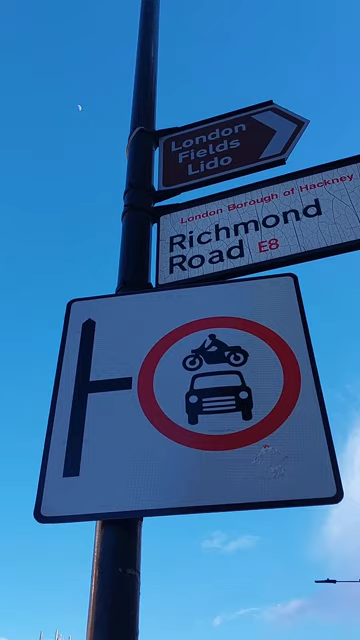 London
Fields
Lido
London Borough of Hackney
Richmond
Road E8